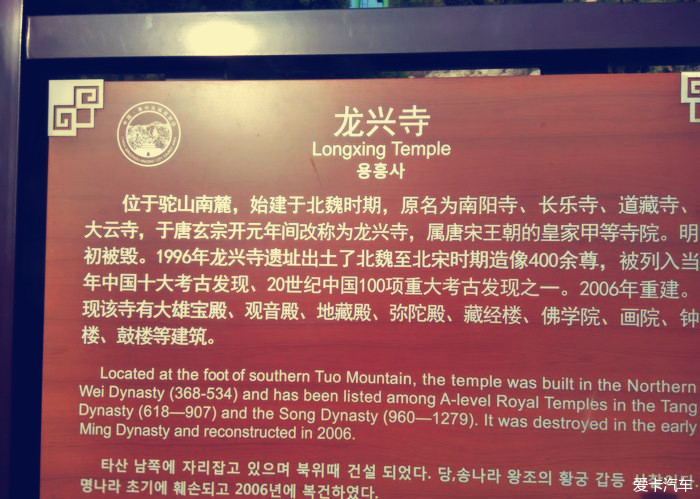 龙兴寺
Longxing Temple
용흥사
位于驼山南麓，始建于北魏时期，原名为南阳寺、长乐寺、道藏寺、
大云寺，于唐玄宗开元年间改称为龙兴寺，属唐宋王朝的皇家甲等寺院。明
初被毁。1996年龙兴寺遗址出土了北魏至北宋时期造像400余尊，被列入当
年中国十大考古发现、20世纪中国100项重大考古发现之一。2006年重建。
现该寺有大雄宝殿、观音殿、地藏殿、弥陀殿、藏经楼、佛学院、画院、钟
楼、鼓楼等建筑。
Located at the foot of southern Tuo Mountain, the temple was built in the Northern
Wei Dynasty (368-534) and has been listed among A-level Royal Temples in the Tang
Dynasty (618—907) and the Song Dynasty (960—1279). It was destroyed in the early
Ming Dynasty and reconstructed in 2006.
타산 남쪽에 자리잡고 있으며 북위때 건설 되었다. 당,송나라 왕조의 황궁 갑등
명나라 초기에 훼손되고 2006년에 복건하였다.
爱卡汽车